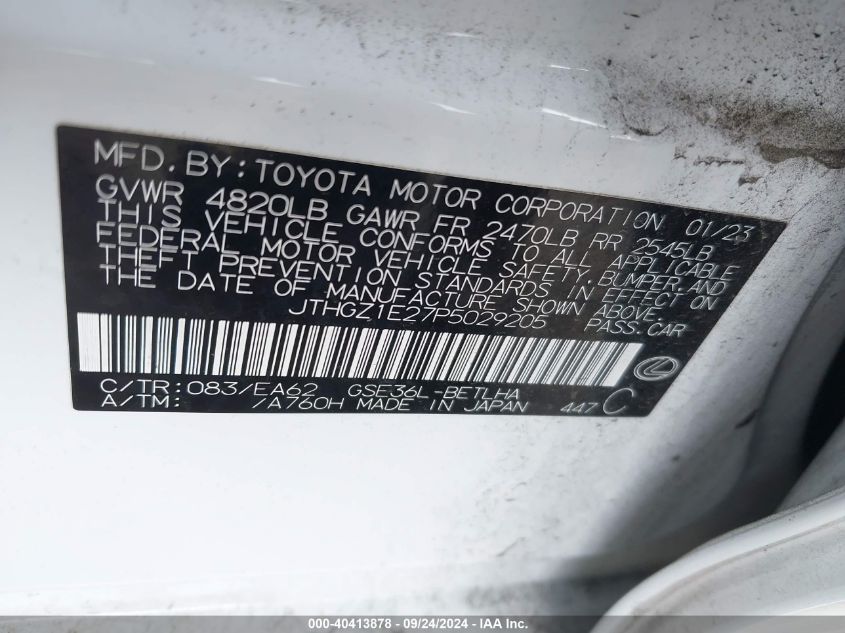 MFD. BY: TOYOTA MOTOR CORPORATION 01/23
GVWR 4820LB GAWR FR 2470LB RR 2545LB
THIS VEHICLE CONFORMS TO ALL APPLICABLE
FEDERAL MOTOR VEHICLE SAFETY, BUMPER, AND
THEFT PREVENTION STANDARDS IN EFFECT ON
THE DATE OF MANUFACTURE SHOWN ABOVE.
JTHGZ1E27P5029205 PASS. CAR
C/TR: 083/EA62 GSE36L-BETLHA
A/TM: /A760H MADE IN JAPAN 447 C
000-40413878 - 09/24/2024 - IAA Inc.